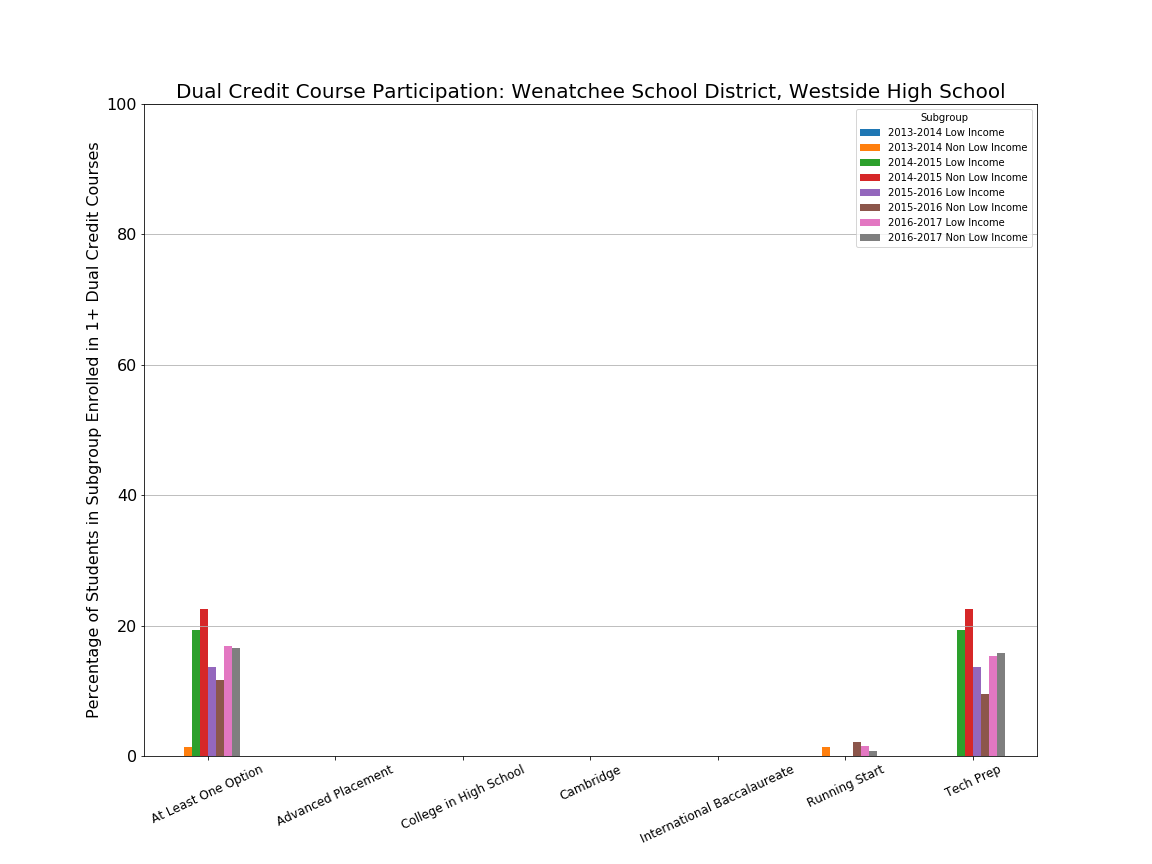 Dual Credit Course Participation: Wenatchee School District, Westside High School
Percentage of Students in Subgroup Enrolled in 1+ Dual Credit Courses
100
80
60
40
20
0
Subgroup
2013-2014 Low Income
2013-2014 Non Low Income
2014-2015 Low Income
2014-2015 Non Low Income
2015-2016 Low Income
2015-2016 Non Low Income
2016-2017 Low Income
2016-2017 Non Low Income
At Least One Option
Advanced Placement
College in High School
Cambridge
International Baccalaureate
Running Start
Tech Prep